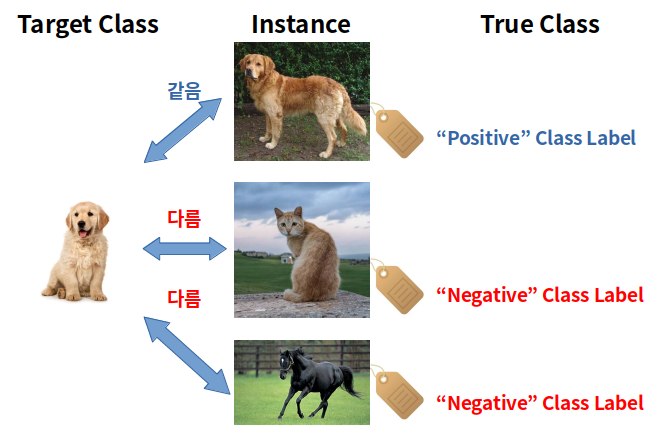 Target Class
Instance
True Class
같음
“Positive” Class Label
다름
다름
“Negative” Class Label
“Negative” Class Label